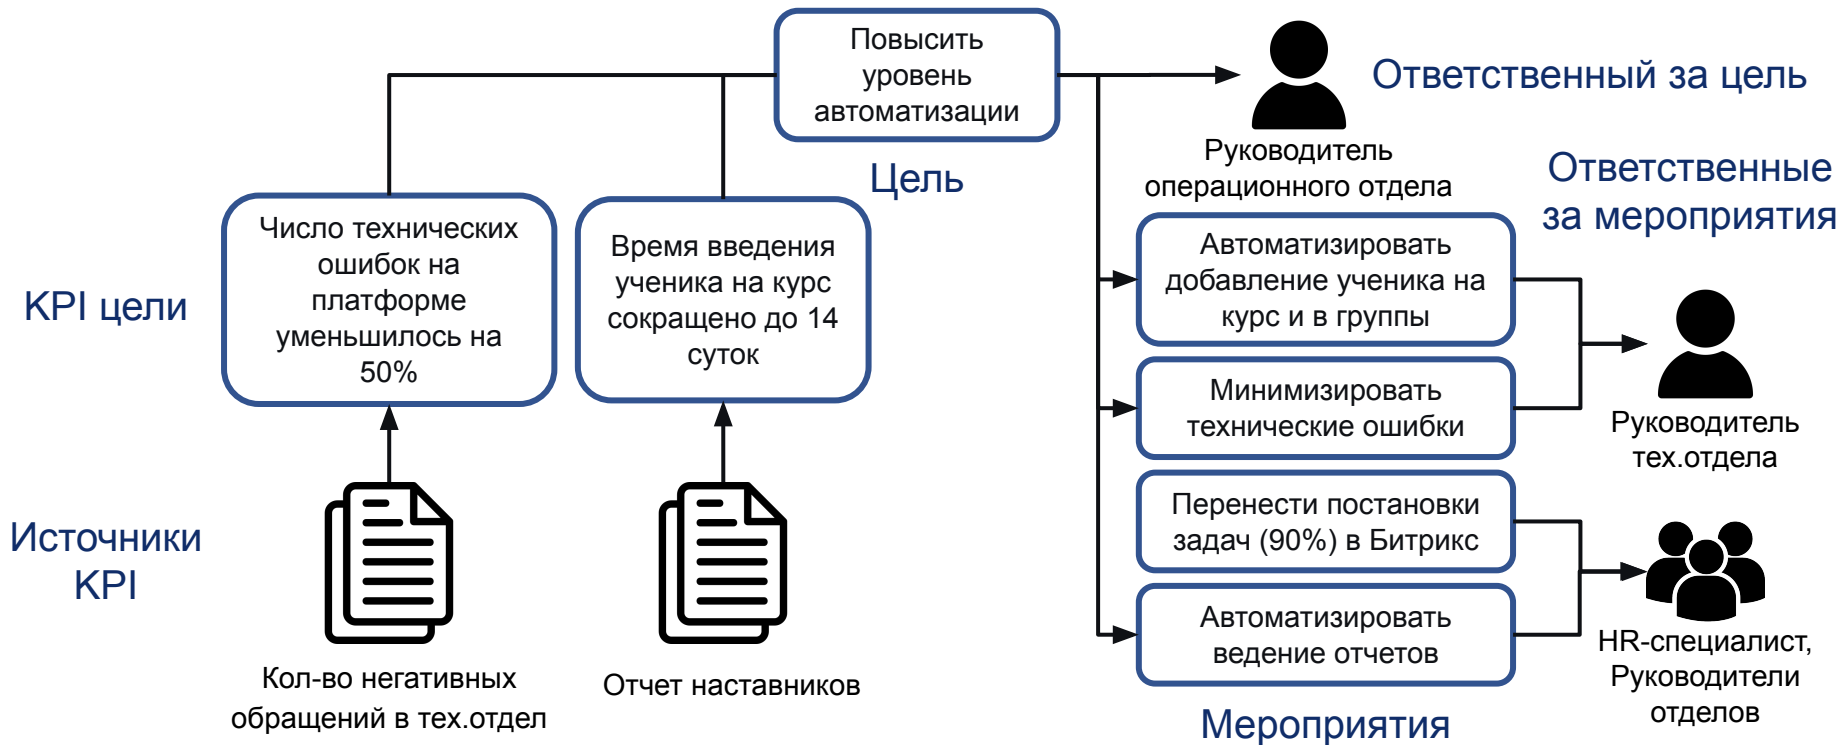 Повысить
уровень
автоматизации
Цель
Ответственный за цель
Руководитель
операционного отдела
Ответственные
за мероприятия
KPI цели
Число технических
ошибок на
платформе
уменьшилось на
50%
Время введения
ученика на курс
сокращено до 14
суток
Автоматизировать
добавление ученика на
курс и в группы
Минимизировать
технические ошибки
Руководитель
тех.отдела
Перенести постановки
задач (90%) в Битрикс
Автоматизировать
ведение отчетов
HR-специалист,
Руководители
отделов
Источники
KPI
Кол-во негативных
обращений в тех.отдел
Отчет наставников
Мероприятия